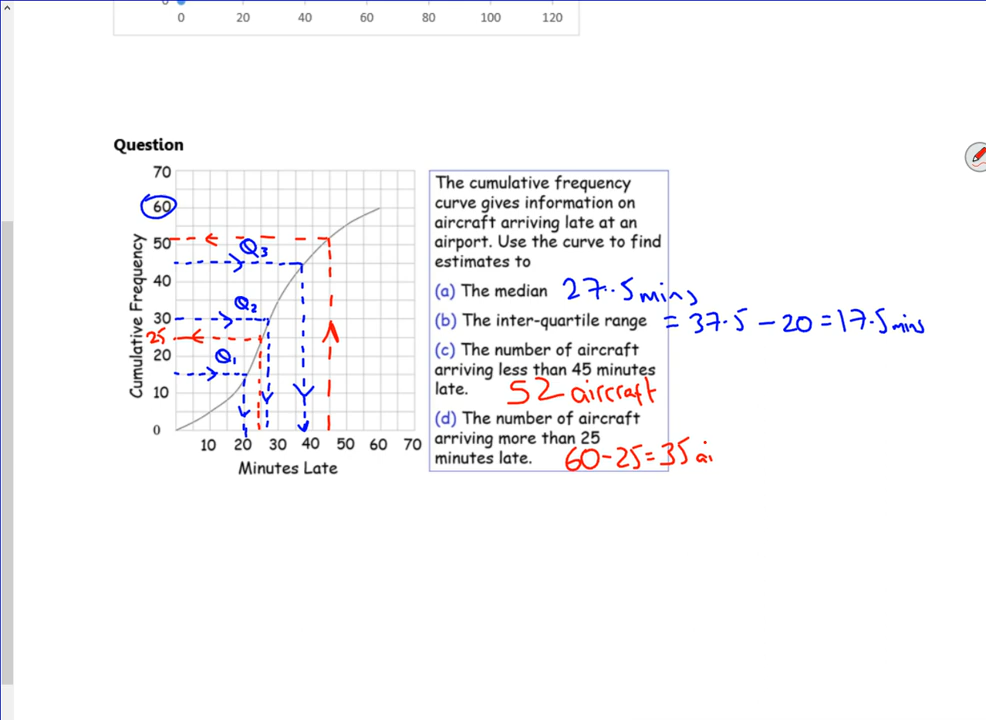 0
0 20 40 60 80 100 120
Question
70
60
50
40
30
25
20
10
0
Cumulative Frequency
Q3
Q2
Q1
10 20 30 40 50 60 70
Minutes Late
The cumulative frequency
curve gives information on
aircraft arriving late at an
airport. Use the curve to find
estimates to
(a) The median 27.5 mins
(b) The inter-quartile range = 37.5 - 20 = 17.5 mins
(c) The number of aircraft
arriving less than 45 minutes
late. 52 aircraft
(d) The number of aircraft
arriving more than 25
minutes late. 60-25=35 ai